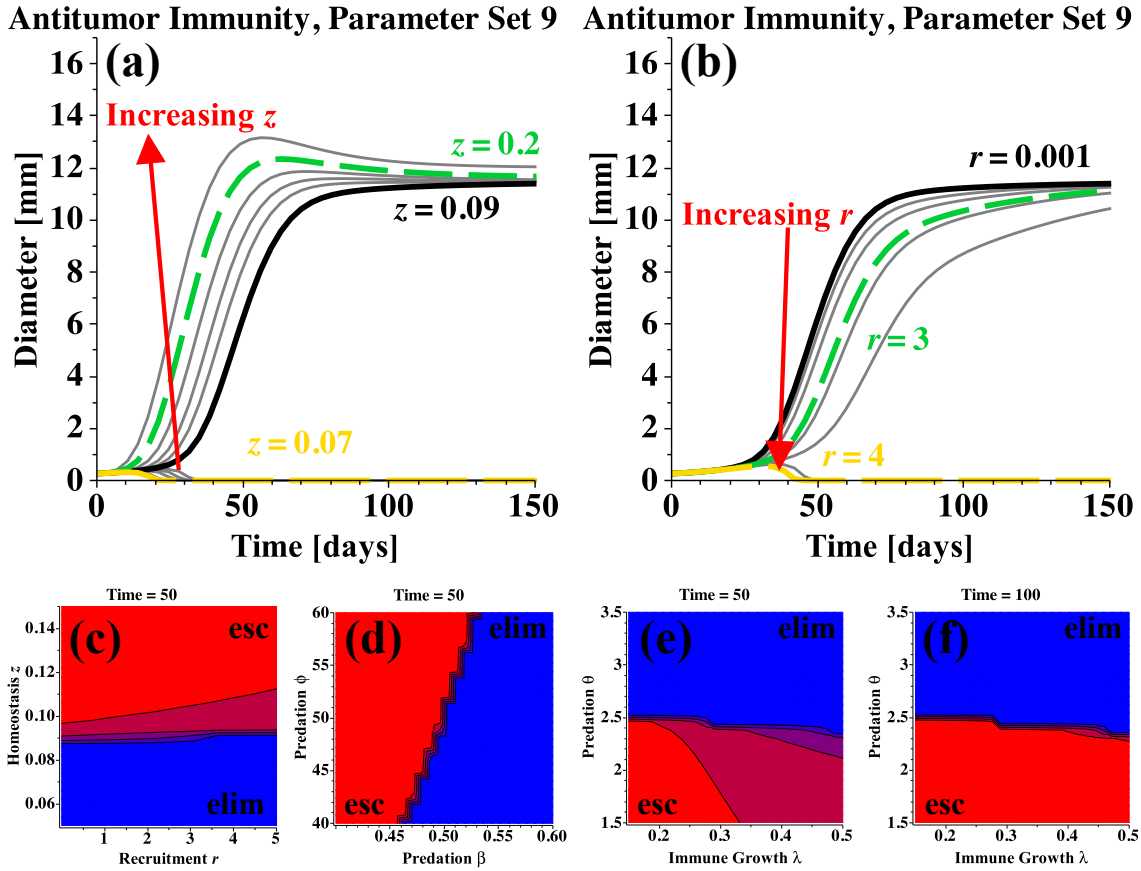 Antitumor Immunity, Parameter Set 9
(a)
Diameter [mm]
16
14
12
10
8
6
4
2
0
Increasing z
z = 0.2
z = 0.09
z = 0.07
0
50
100
150
Time [days]
Antitumor Immunity, Parameter Set 9
(b)
Diameter [mm]
16
14
12
10
8
6
4
2
0
r = 0.001
Increasing r
r = 3
r = 4
0
50
100
150
Time [days]
Time = 50
(c)
esc
elim
Homeostasis z
0.14
0.12
0.10
0.08
0.06
1
2
3
4
5
Recruitment r
Time = 50
(d)
elim
esc
Predation ϕ
60
55
50
45
40
0.45
0.50
0.55
0.60
Predation β
Time = 50
(e)
elim
esc
Predation θ
3.5
3
2.5
2
1.5
0.2
0.3
0.4
0.5
Immune Growth λ
Time = 100
(f)
elim
esc
Predation θ
3.5
3
2.5
2
1.5
0.2
0.3
0.4
0.5
Immune Growth λ